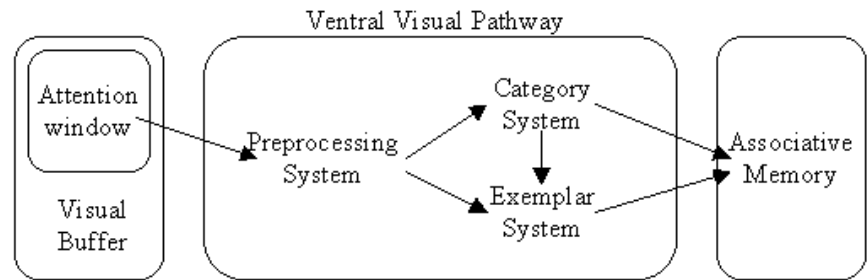 Ventral Visual Pathway
Attention
window
Visual
Buffer
Preprocessing
System
Category
System
Exemplar
System
Associative
Memory